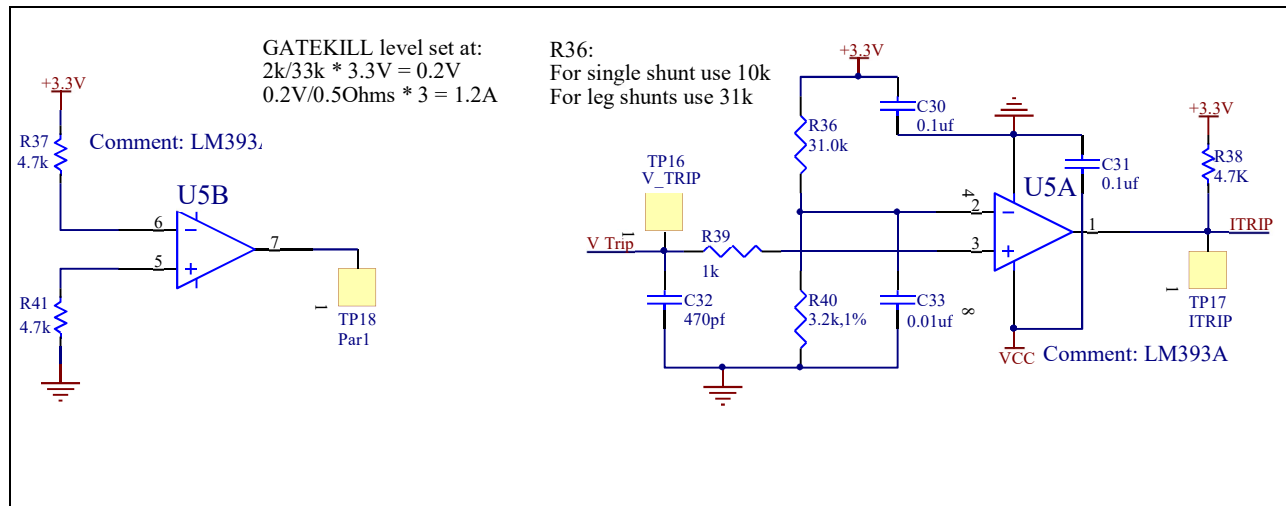 GATEKILL level set at:
2k/33k * 3.3V = 0.2V
0.2V/0.5Ohms * 3 = 1.2A
R36:
For single shunt use 10k
For leg shunts use 31k
+3.3V
R37
4.7k
Comment: LM393A
U5B
6
5
7
R41
4.7k
1
TP18
Par1
+3.3V
C30
0.1uf
R36
31.0k
TP16
V_TRIP
1
V Trip
R39
1k
C32
470pf
R40
3.2k,1%
C33
0.01uf
4
2
3
8
U5A
1
C31
0.1uf
+3.3V
R38
4.7K
ITRIP
1
TP17
ITRIP
VCC
Comment: LM393A